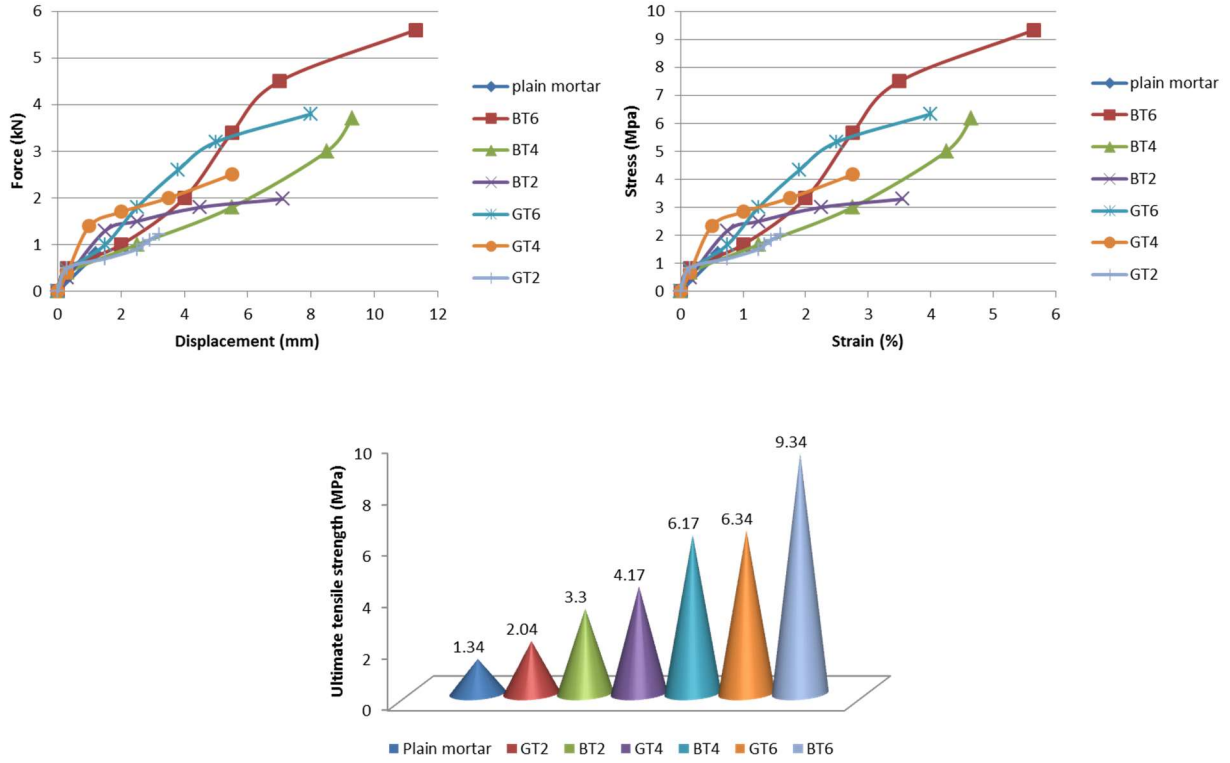 6
5
4
3
2
1
0
0 2 4 6 8 10 12
Force (kN)
Displacement (mm)
plain mortar
BT6
BT4
BT2
GT6
GT4
GT2
10
9
8
7
6
5
4
3
2
1
0
0 1 2 3 4 5 6
Stress (Mpa)
Strain (%)
plain mortar
BT6
BT4
BT2
GT6
GT4
GT2
10
8
6
4
2
0
Ultimate tensile strength (MPa)
1.34
2.04
3.3
4.17
6.17
6.34
9.34
Plain mortar GT2 BT2 GT4 BT4 GT6 BT6